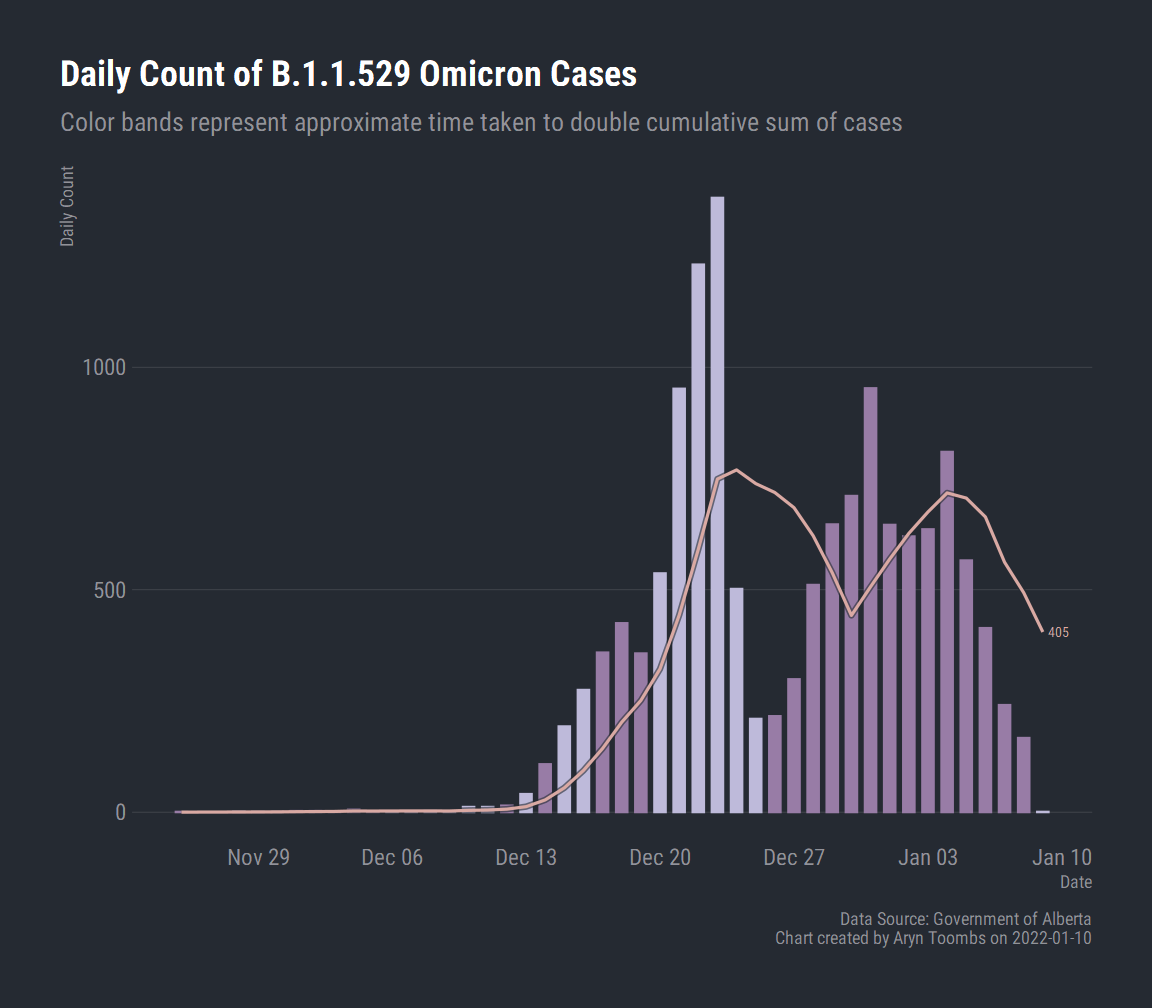 Daily Count of B.1.1.529 Omicron Cases
Color bands represent approximate time taken to double cumulative sum of cases
Daily Count
1000
500
405
0
Nov 29 Dec 06 Dec 13 Dec 20 Dec 27 Jan 03 Jan 10
Date
Data Source: Government of Alberta
Chart created by Aryn Toombs on 2022-01-10